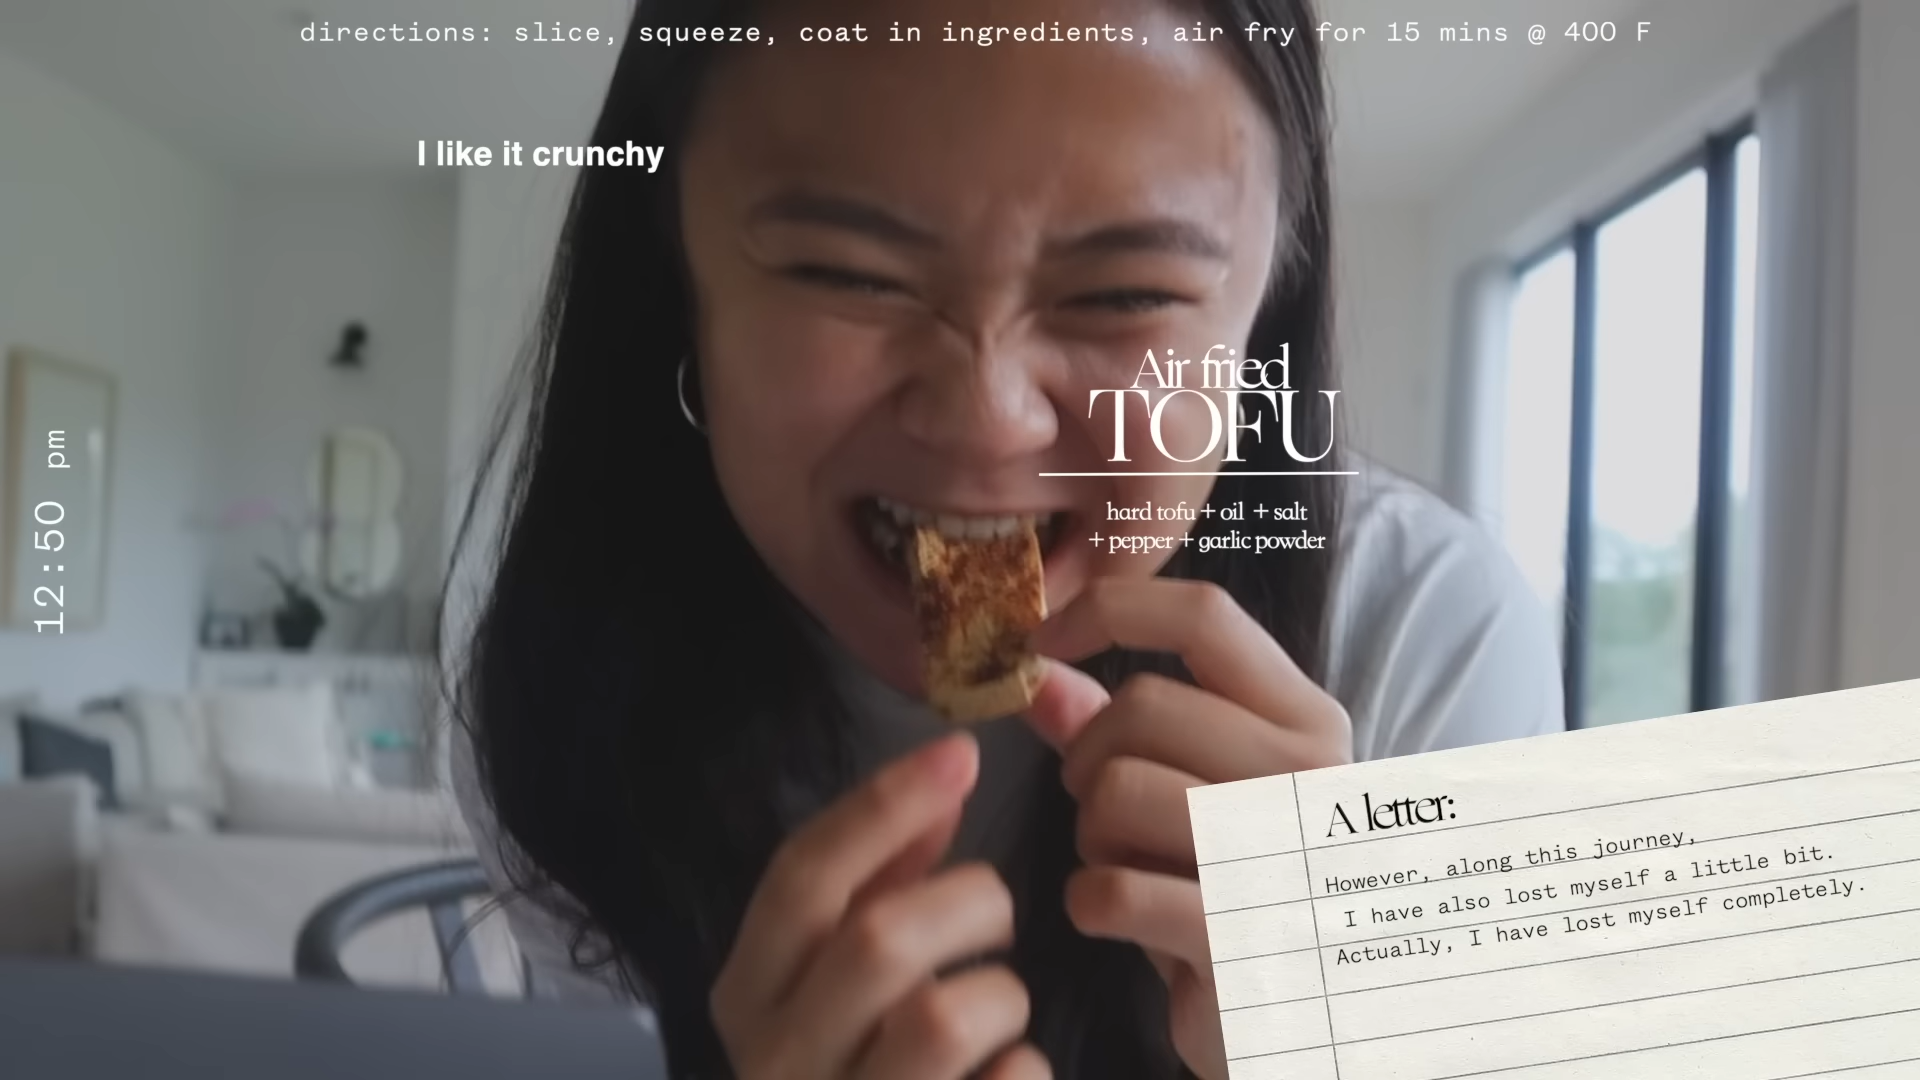 directions: slice, squeeze, coat in ingredients, air fry for 15 mins @ 400 F
I like it crunchy
Air fried
TOFU
hard tofu + oil + salt
+ pepper + garlic powder
12:50 pm
A letter:
However, along this journey,
I have also lost myself a little bit.
Actually, I have lost myself completely.